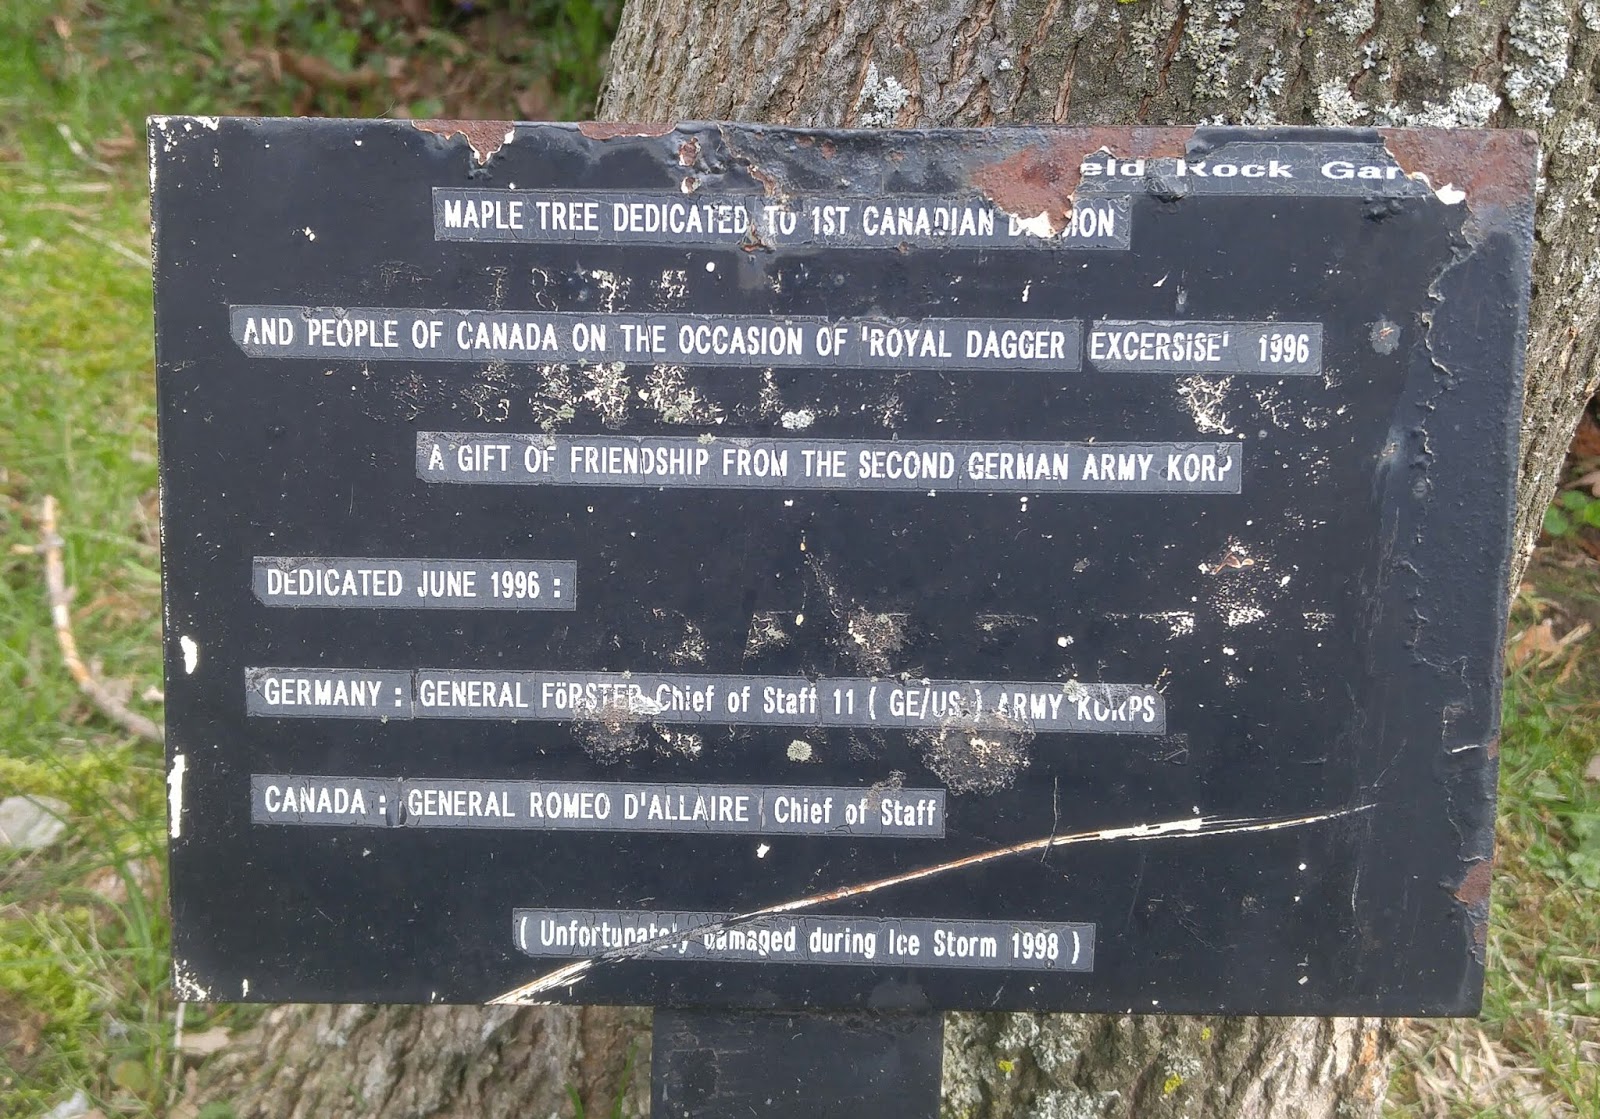 eld Rock Gar
MAPLE TREE DEDICATED TO 1ST CANADIAN DIVISION
AND PEOPLE OF CANADA ON THE OCCASION OF 'ROYAL DAGGER EXCERSISE' 1996
A GIFT OF FRIENDSHIP FROM THE SECOND GERMAN ARMY KORP
DEDICATED JUNE 1996 :
GERMANY : GENERAL FÖRSTER Chief of Staff 11 ( GE/US ) ARMY KORPS
CANADA : GENERAL ROMEO D'ALLAIRE Chief of Staff
( Unfortunately damaged during Ice Storm 1998 )